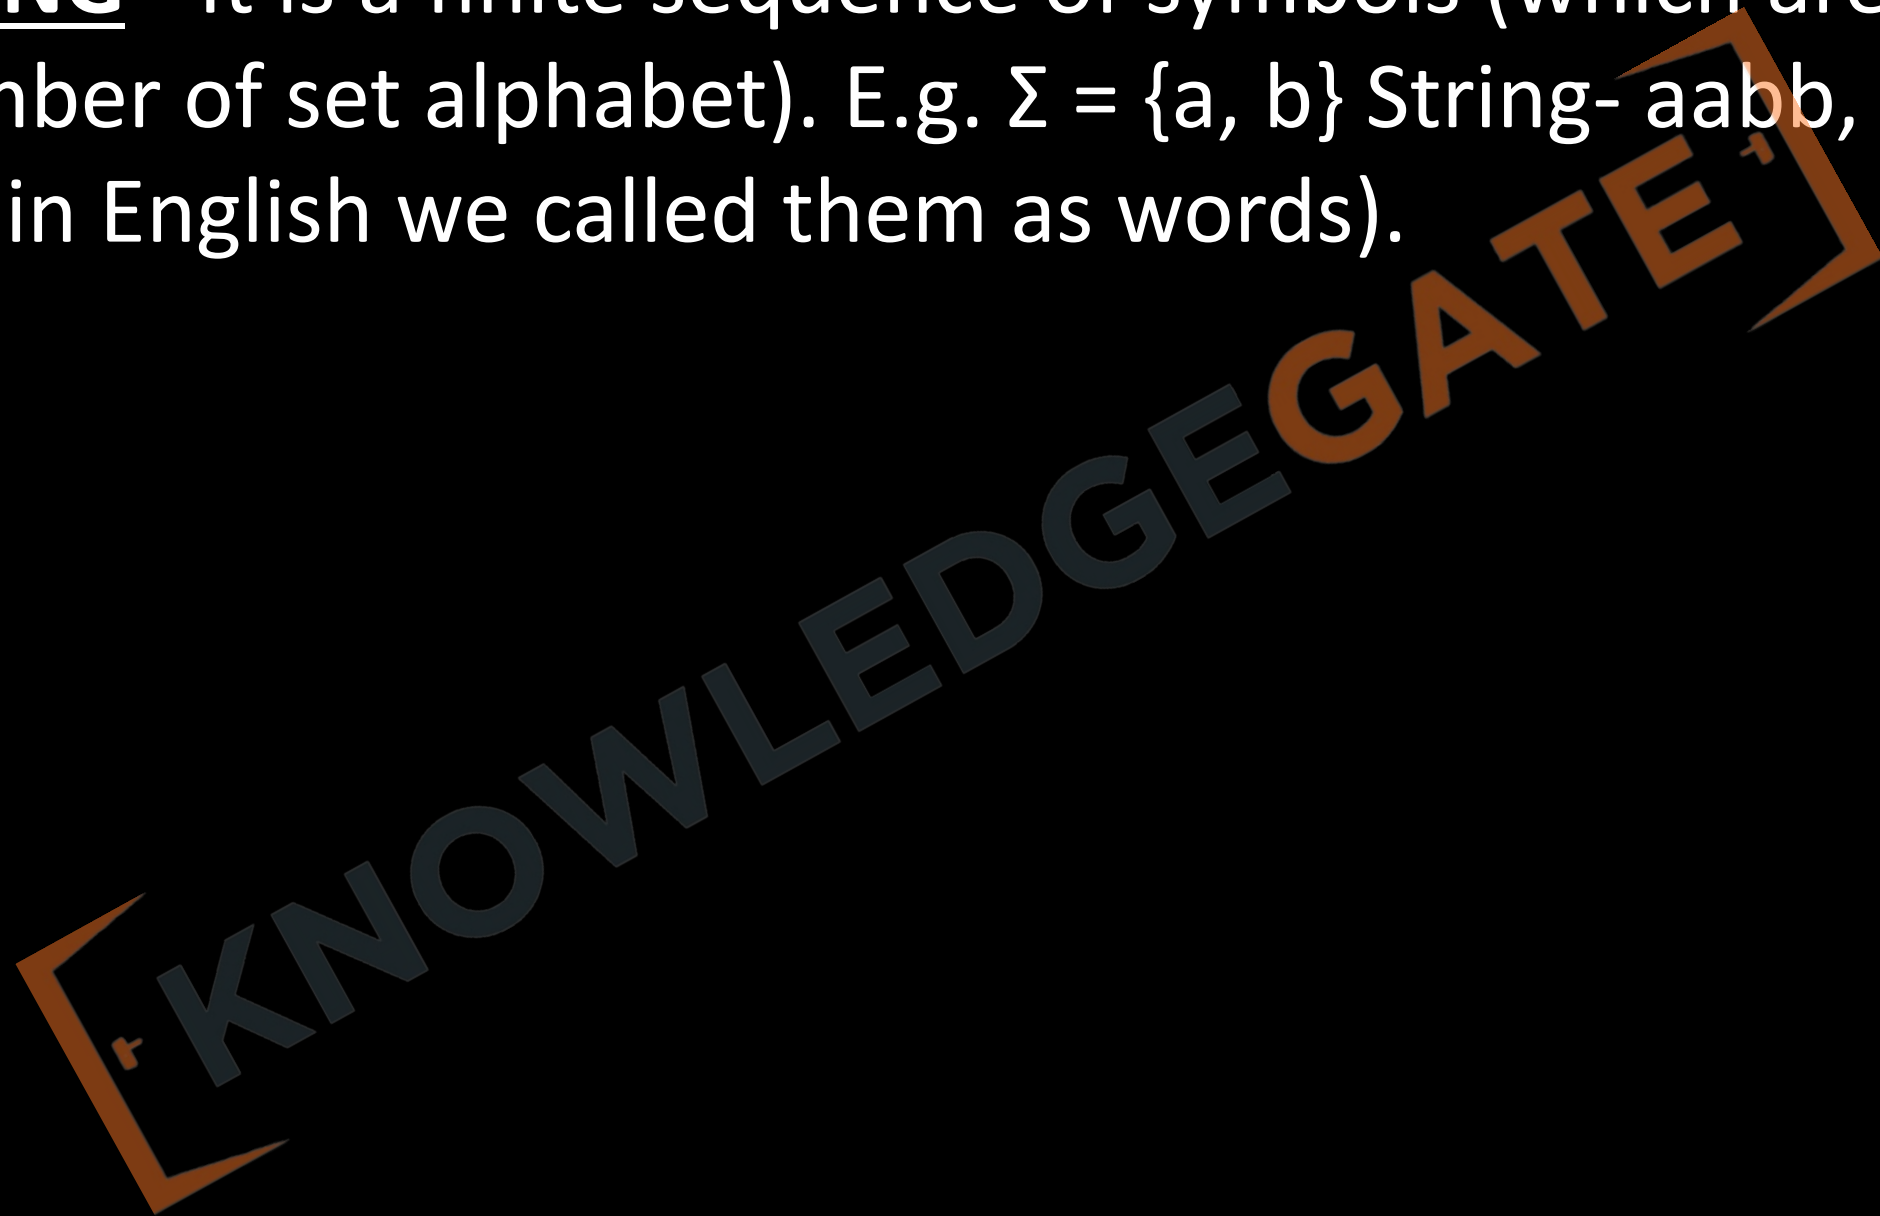 NG - It is a finite sequence of symbols (which are
ber of set alphabet). E.g. Σ = {a, b} String- aabb,
in English we called them as words).
KNOWLEDGEGATE